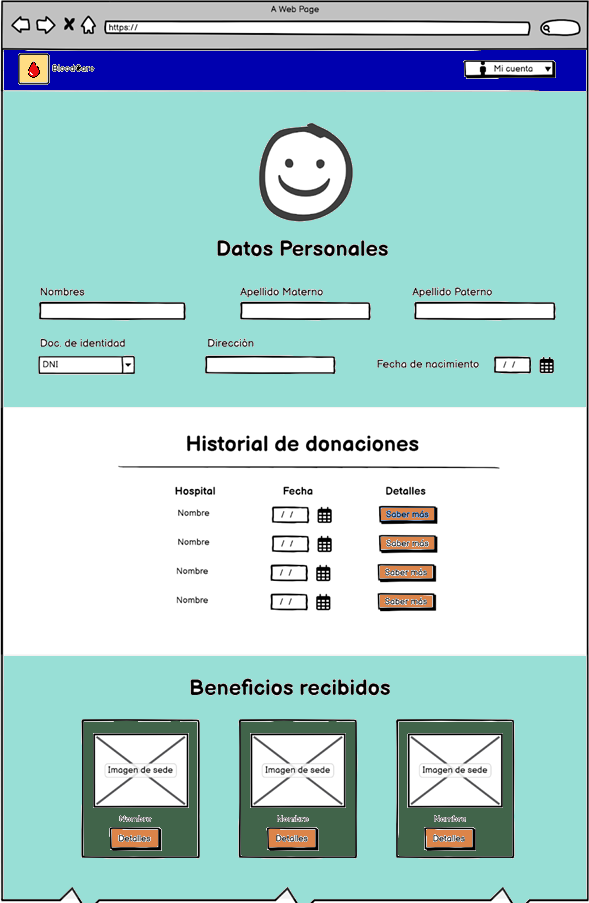 A Web Page
https://
BloodCare
Mi cuenta
Datos Personales
Nombres Apellido Materno Apellido Paterno
Doc. de identidad Dirección
DNI Fecha de nacimiento / /
Historial de donaciones
Hospital Fecha Detalles
Nombre / / Saber más
Nombre / / Saber más
Nombre / / Saber más
Nombre / / Saber más
Beneficios recibidos
Imagen de sede Imagen de sede Imagen de sede
Nombre Nombre Nombre
Detalles Detalles Detalles